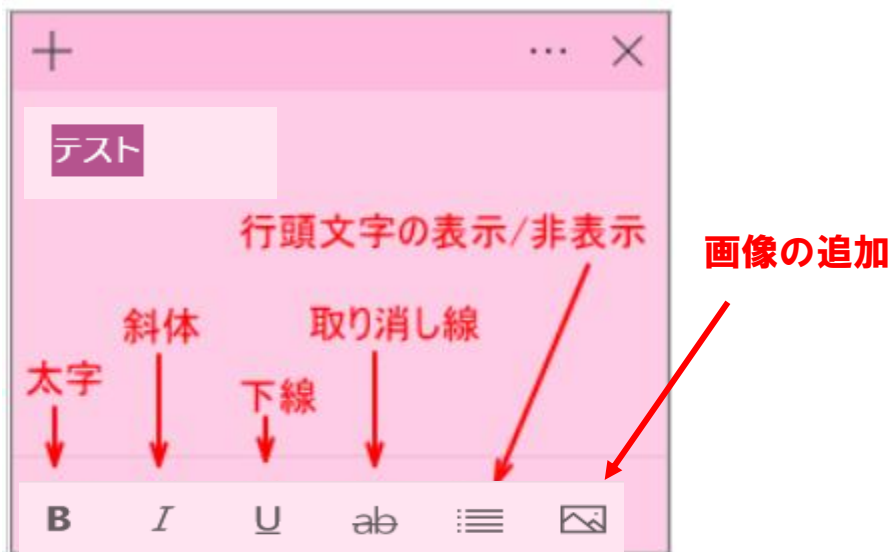 テスト
行頭文字の表示/非表示
画像の追加
斜体
取り消し線
太字
下線
B I U ab